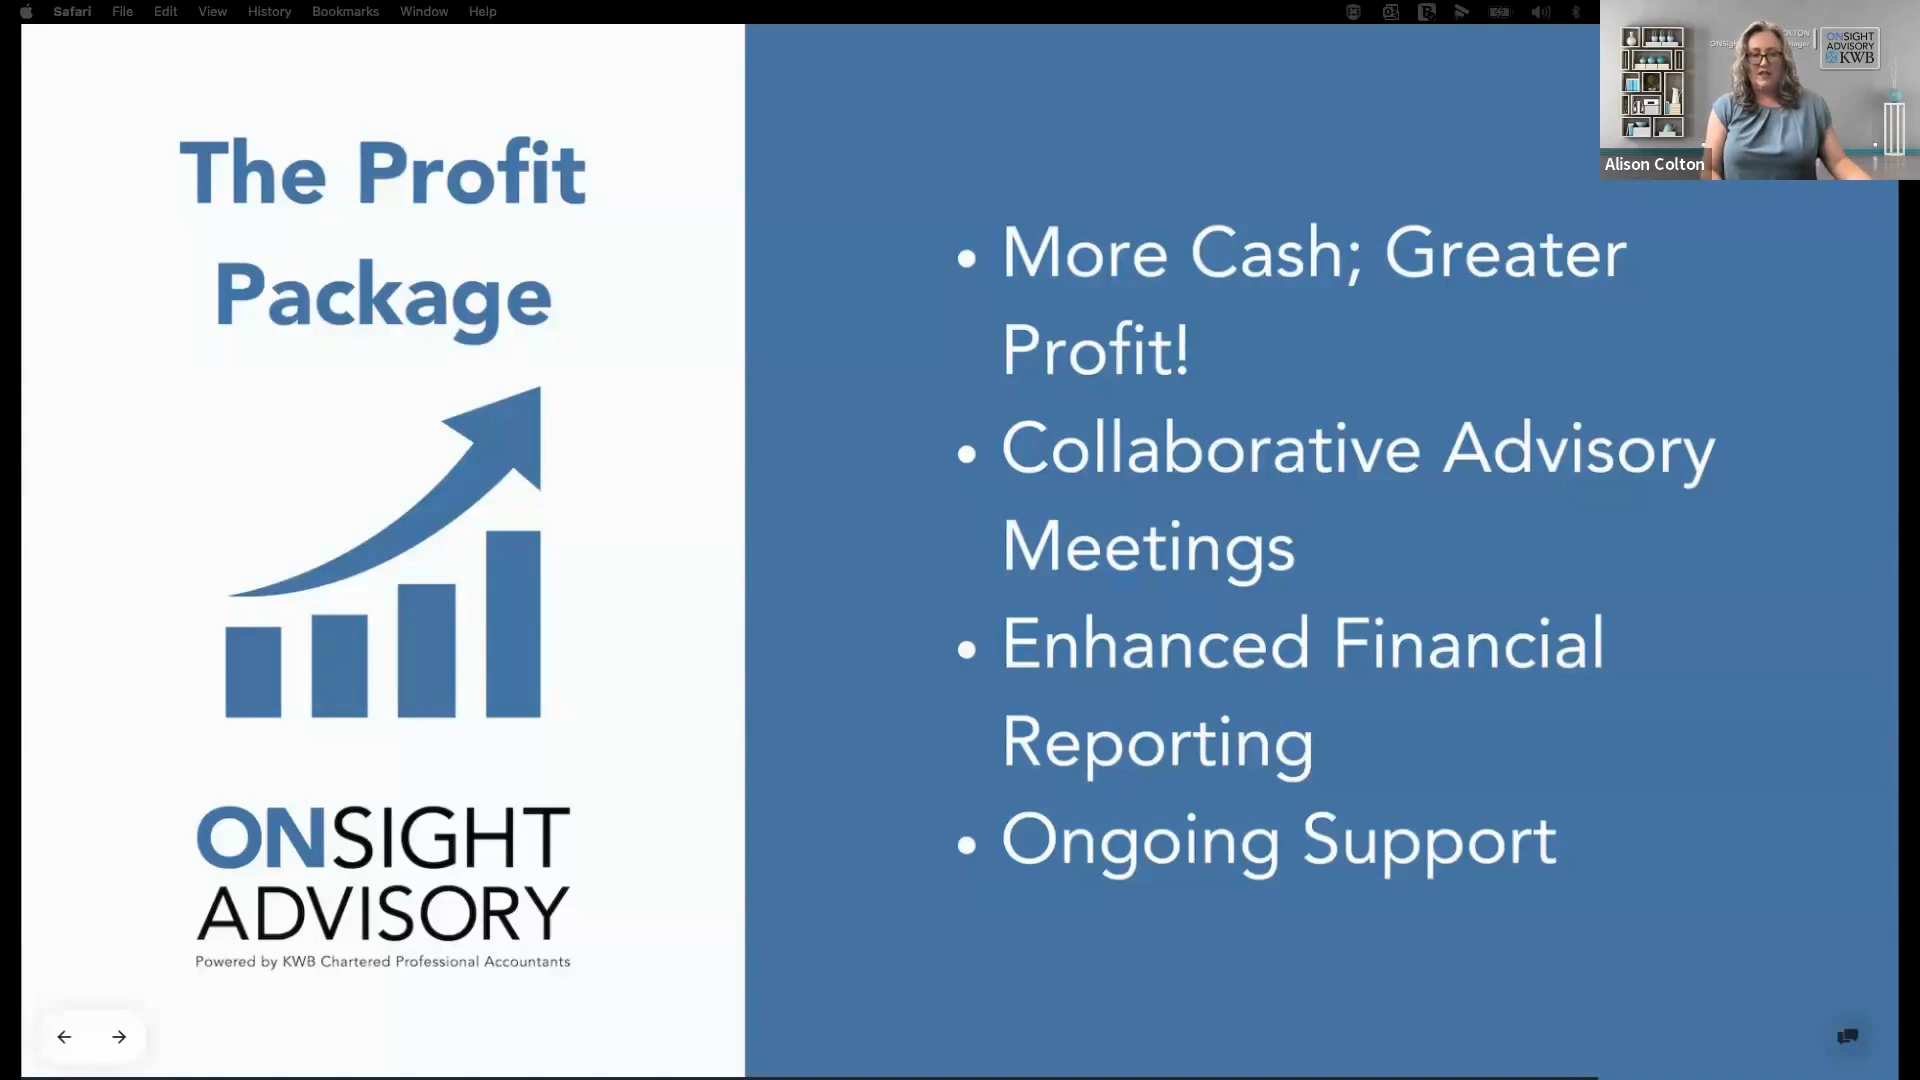 Safari File Edit View History Bookmarks Window Help
The Profit
Package
ONSIGHT
ADVISORY
Powered by KWB Chartered Professional Accountants
• More Cash; Greater
Profit!
• Collaborative Advisory
Meetings
• Enhanced Financial
Reporting
• Ongoing Support
OLTON
ONSIGHT
ADVISORY
KWB
Alison Colton